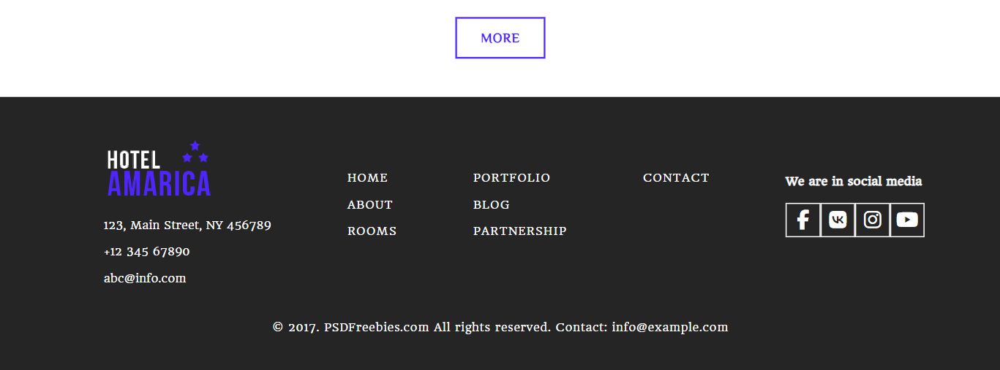 MORE
HOTEL
AMARICA
123, Main Street, NY 456789
+12 345 67890
abc@info.com
HOME
ABOUT
ROOMS
PORTFOLIO
BLOG
PARTNERSHIP
CONTACT
We are in social media
© 2017. PSDFreebies.com All rights reserved. Contact: info@example.com